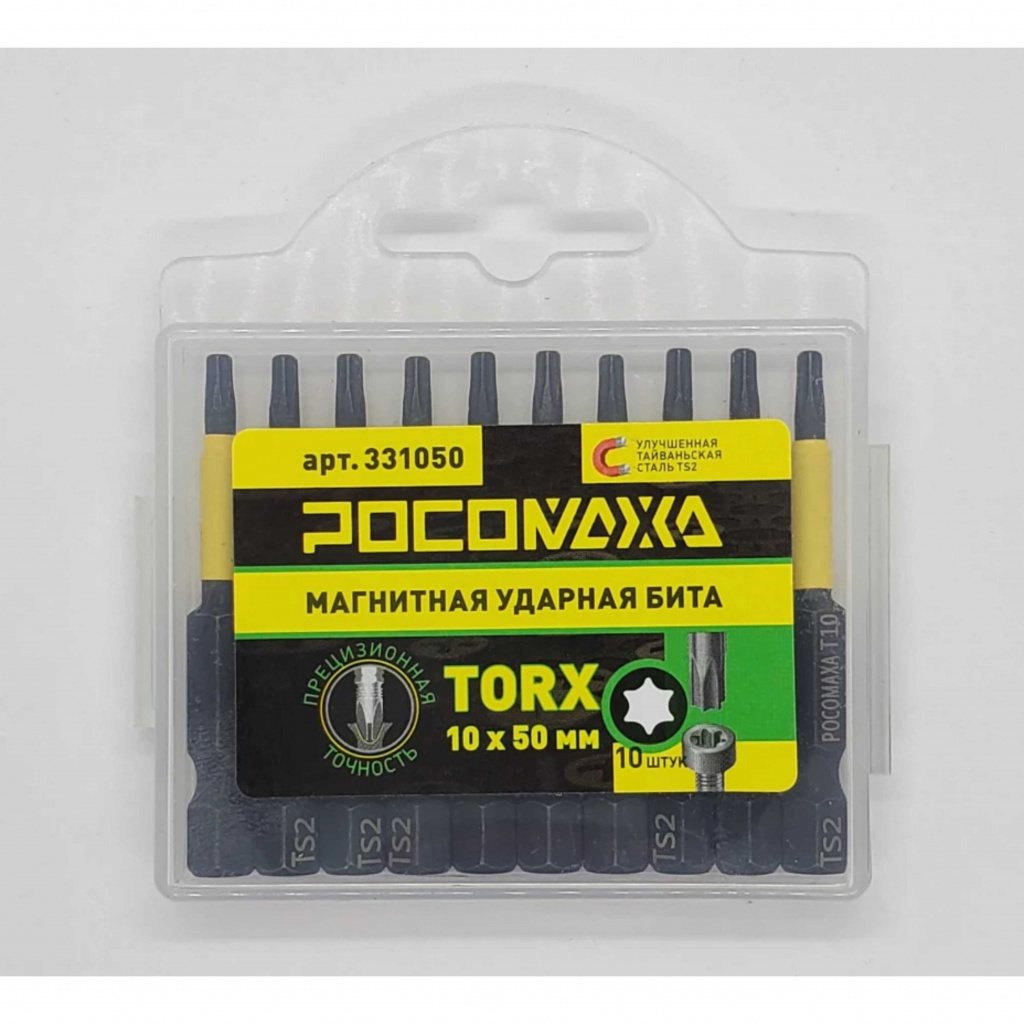 арт. 331050
УЛУЧШЕННАЯ
ТАЙВАНЬСКАЯ
СТАЛЬ TS2
РОСОМАХА
МАГНИТНАЯ УДАРНАЯ БИТА
ПРЕЦИЗИОННАЯ
ТОЧНОСТЬ
TORX
10 х 50 мм
10 штук
РОСОМАХА T10
TS2
TS2
TS2
TS2
TS2